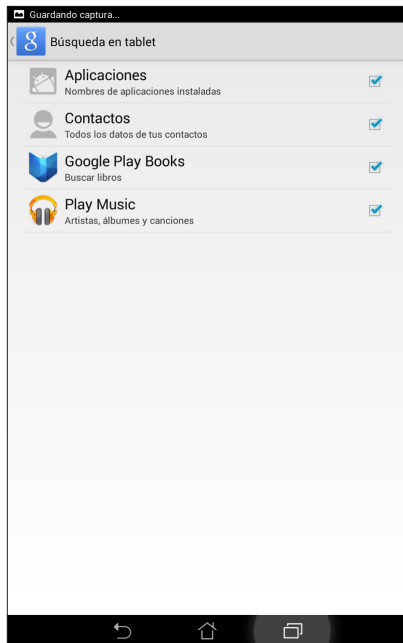 Guardando captura...
Búsqueda en tablet
Aplicaciones
Nombres de aplicaciones instaladas
Contactos
Todos los datos de tus contactos
Google Play Books
Buscar libros
Play Music
Artistas, álbumes y canciones